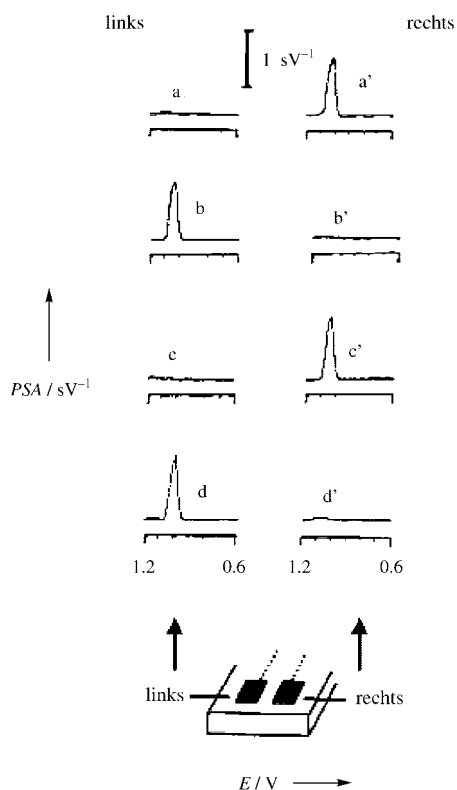 links rechts
1 sV⁻¹
a a'
b b'
c c'
PSA / sV⁻¹
d d'
1.2 0.6 1.2 0.6
links rechts
E / V